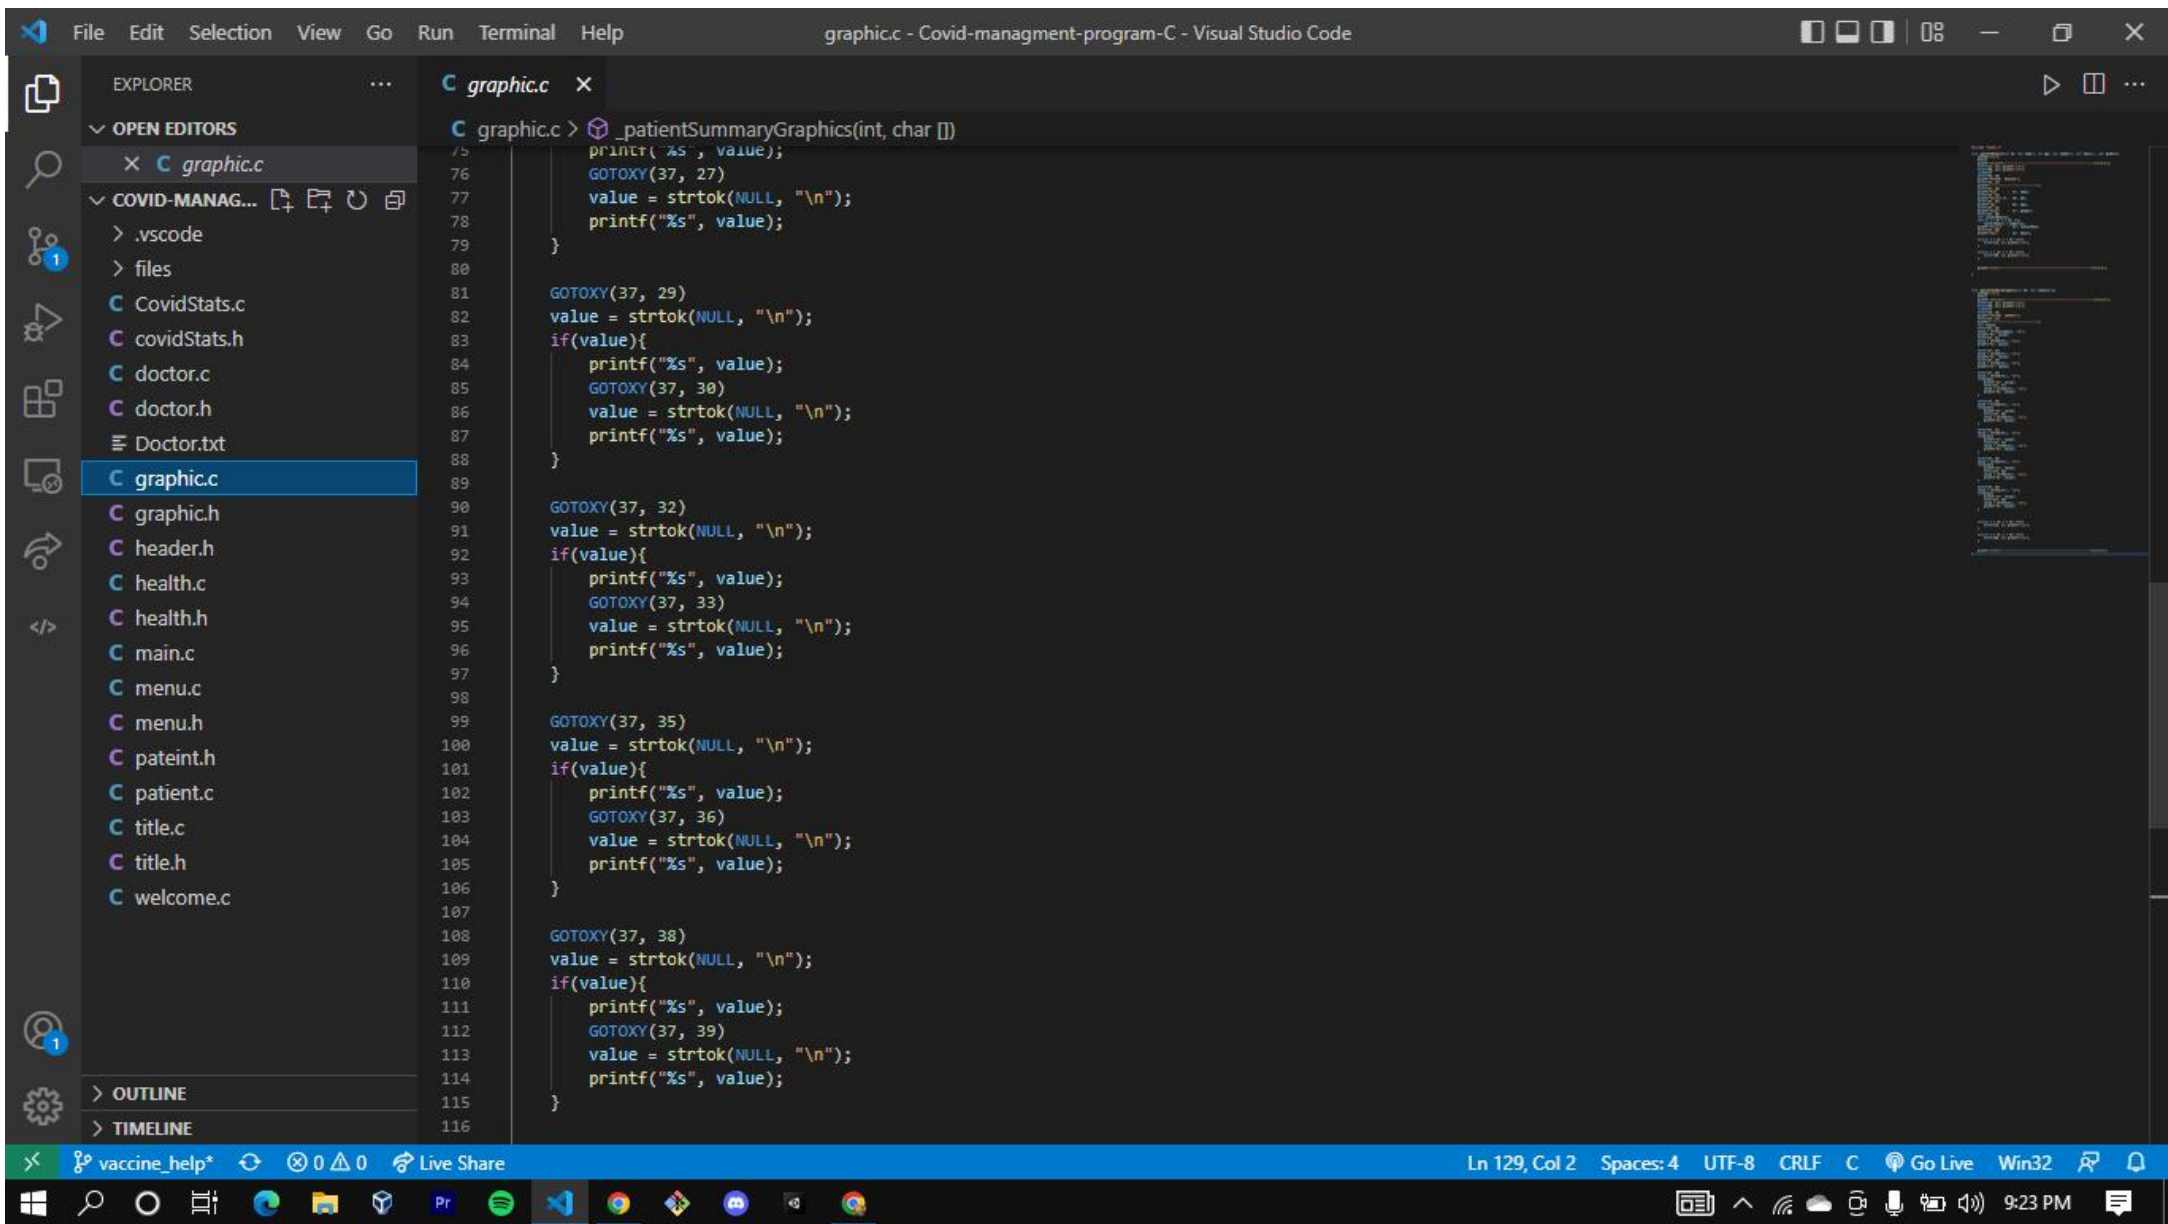 File Edit Selection View Go Run Terminal Help graphic.c - Covid-managment-program-C - Visual Studio Code
EXPLORER
OPEN EDITORS
C graphic.c
COVID-MANAG...
.vscode
files
C CovidStats.c
C covidStats.h
C doctor.c
C doctor.h
Doctor.txt
C graphic.c
C graphic.h
C header.h
C health.c
C health.h
C main.c
C menu.c
C menu.h
C pateint.h
C patient.c
C title.c
C title.h
C welcome.c
OUTLINE
TIMELINE
1
1
C graphic.c
C graphic.c > _patientSummaryGraphics(int, char [])
75 printf("%s", value);
76 GOTOXY(37, 27)
77 value = strtok(NULL, "\n");
78 printf("%s", value);
79 }
80
81 GOTOXY(37, 29)
82 value = strtok(NULL, "\n");
83 if(value){
84 printf("%s", value);
85 GOTOXY(37, 30)
86 value = strtok(NULL, "\n");
87 printf("%s", value);
88 }
89
90 GOTOXY(37, 32)
91 value = strtok(NULL, "\n");
92 if(value){
93 printf("%s", value);
94 GOTOXY(37, 33)
95 value = strtok(NULL, "\n");
96 printf("%s", value);
97 }
98
99 GOTOXY(37, 35)
100 value = strtok(NULL, "\n");
101 if(value){
102 printf("%s", value);
103 GOTOXY(37, 36)
104 value = strtok(NULL, "\n");
105 printf("%s", value);
106 }
107
108 GOTOXY(37, 38)
109 value = strtok(NULL, "\n");
110 if(value){
111 printf("%s", value);
112 GOTOXY(37, 39)
113 value = strtok(NULL, "\n");
114 printf("%s", value);
115 }
116
vaccine_help* 0 0 Live Share Ln 129, Col 2 Spaces: 4 UTF-8 CRLF C Go Live Win32
Pr 9:23 PM